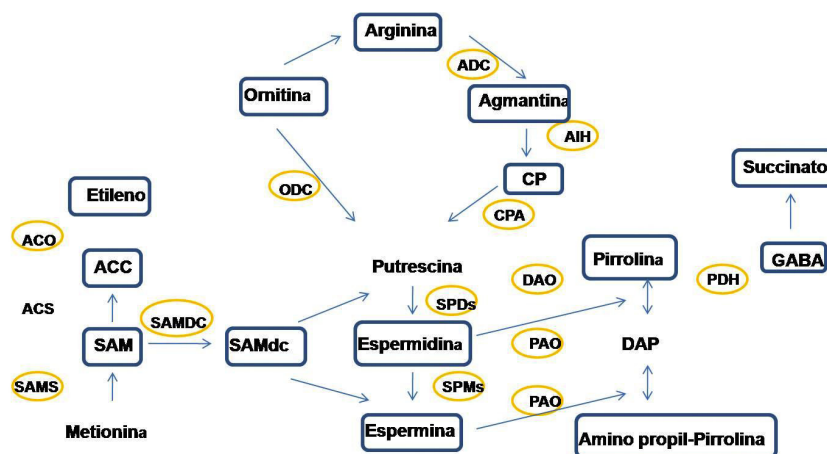 Arginina
ADC
Ornitina
Agmantina
AIH
Succinato
CP
ODC
Etileno
CPA
ACO
ACC
Putrescina
Pirrolina
GABA
DAO
PDH
ACS
SAMDC
SPDs
SAM
SAMdc
Espermidina
PAO
DAP
SAMS
SPMs
PAO
Metionina
Espermina
Amino propil-Pirrolina